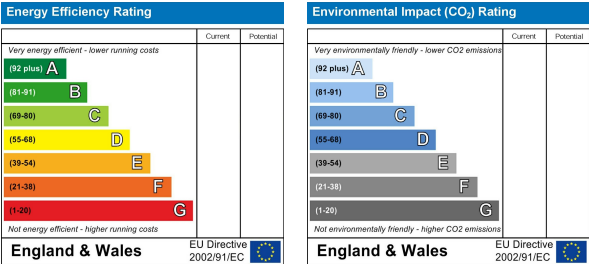 Energy Efficiency Rating
Current Potential
Very energy efficient - lower running costs
(92 plus) A
(81-91) B
(69-80) C
(55-68) D
(39-54) E
(21-38) F
(1-20) G
Not energy efficient - higher running costs
England & Wales
EU Directive
2002/91/EC
Environmental Impact (CO₂) Rating
Current Potential
Very environmentally friendly - lower CO2 emissions
(92 plus) A
(81-91) B
(69-80) C
(55-68) D
(39-54) E
(21-38) F
(1-20) G
Not environmentally friendly - higher CO2 emissions
England & Wales
EU Directive
2002/91/EC